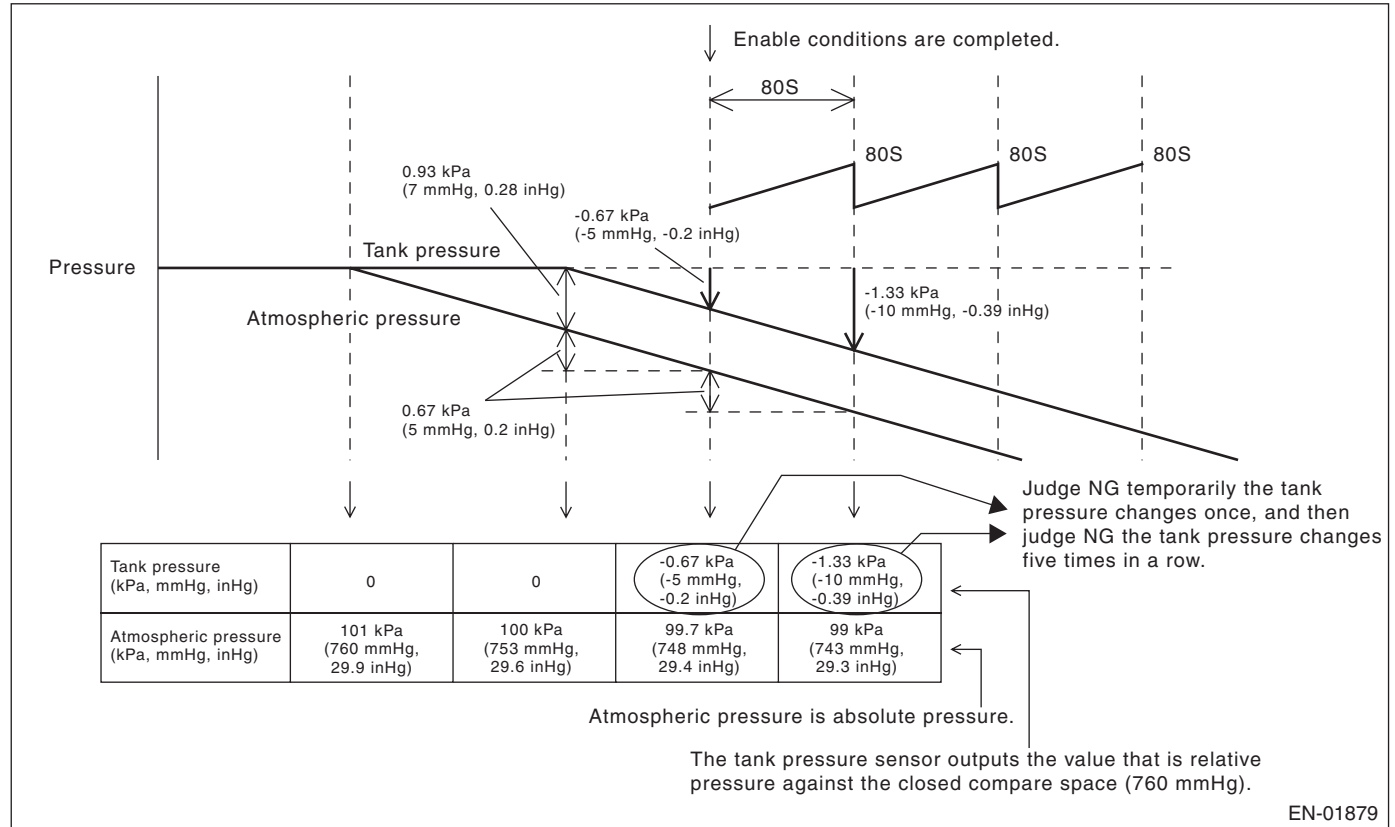 Enable conditions are completed.
80S
80S
80S
80S
0.93 kPa
(7 mmHg, 0.28 inHg)
-0.67 kPa
(-5 mmHg, -0.2 inHg)
Tank pressure
Pressure
-1.33 kPa
(-10 mmHg, -0.39 inHg)
Atmospheric pressure
0.67 kPa
(5 mmHg, 0.2 inHg)
Judge NG temporarily the tank
pressure changes once, and then
judge NG the tank pressure changes
five times in a row.
Tank pressure
(kPa, mmHg, inHg)
0
0
-0.67 kPa
(-5 mmHg,
-0.2 inHg)
-1.33 kPa
(-10 mmHg,
-0.39 inHg)
Atmospheric pressure
(kPa, mmHg, inHg)
101 kPa
(760 mmHg,
29.9 inHg)
100 kPa
(753 mmHg,
29.6 inHg)
99.7 kPa
(748 mmHg,
29.4 inHg)
99 kPa
(743 mmHg,
29.3 inHg)
Atmospheric pressure is absolute pressure.
The tank pressure sensor outputs the value that is relative
pressure against the closed compare space (760 mmHg).
EN-01879